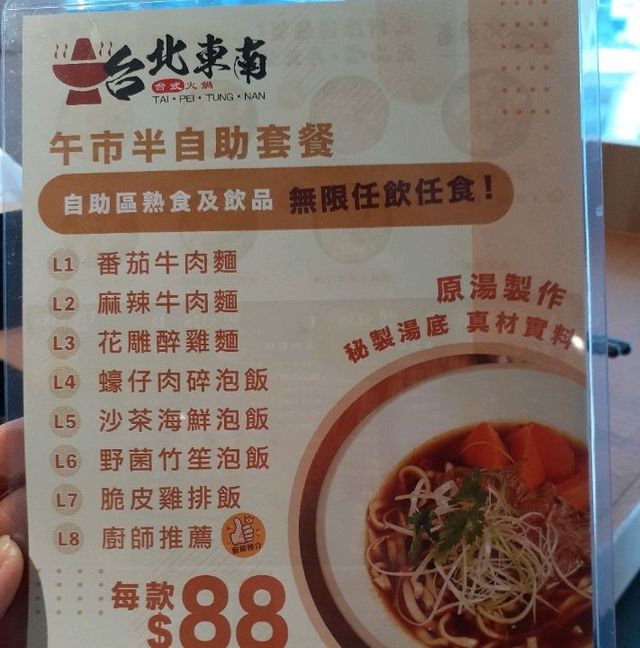 台北東南
台式火鍋
TAI・PEI・TUNG・NAN
午市半自助套餐
自助區熟食及飲品 無限任飲任食!
L1 番茄牛肉麵
L2 麻辣牛肉麵
L3 花雕醉雞麵
L4 蠔仔肉碎泡飯
L5 沙茶海鮮泡飯
L6 野菌竹笙泡飯
L7 脆皮雞排飯
L8 廚師推薦
廚師推介
原湯製作
秘製湯底 真材實料
每款
$88